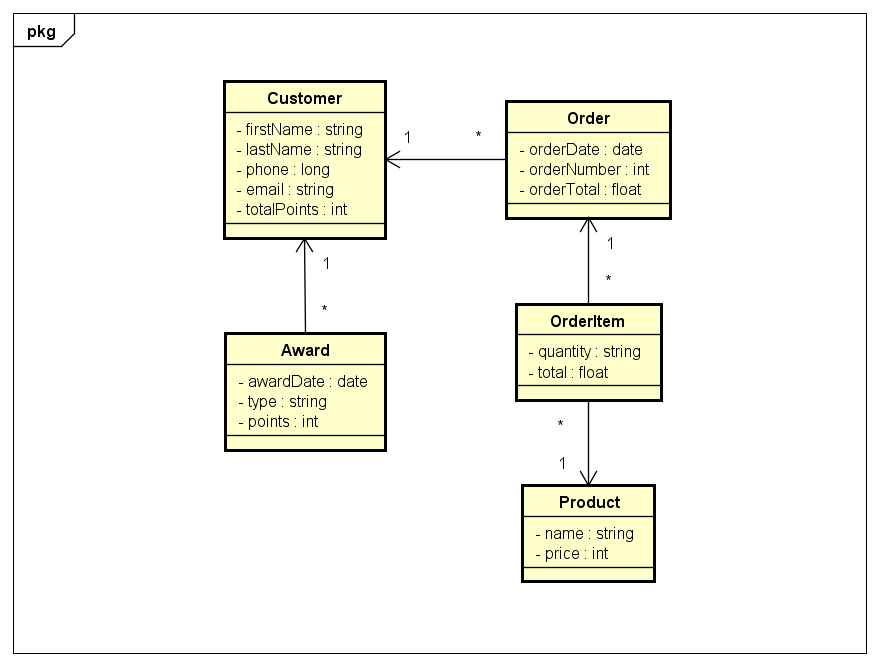 pkg
Customer
- firstName : string
- lastName : string
- phone : long
- email : string
- totalPoints : int
1
*
Order
- orderDate : date
- orderNumber : int
- orderTotal : float
1
*
1
*
Award
- awardDate : date
- type : string
- points : int
OrderItem
- quantity : string
- total : float
*
1
Product
- name : string
- price : int